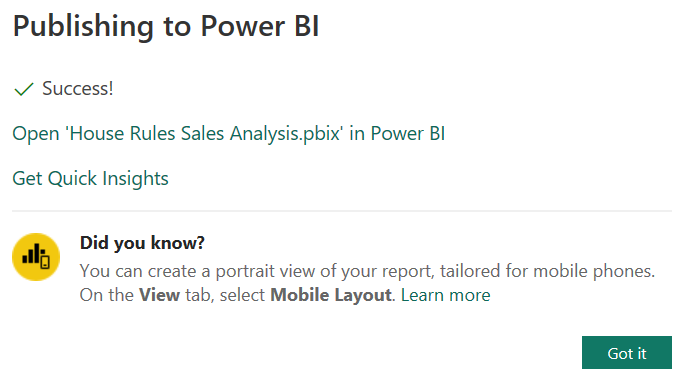 Publishing to Power BI
Success!
Open 'House Rules Sales Analysis.pbix' in Power BI
Get Quick Insights
Did you know?
You can create a portrait view of your report, tailored for mobile phones.
On the View tab, select Mobile Layout. Learn more
Got it